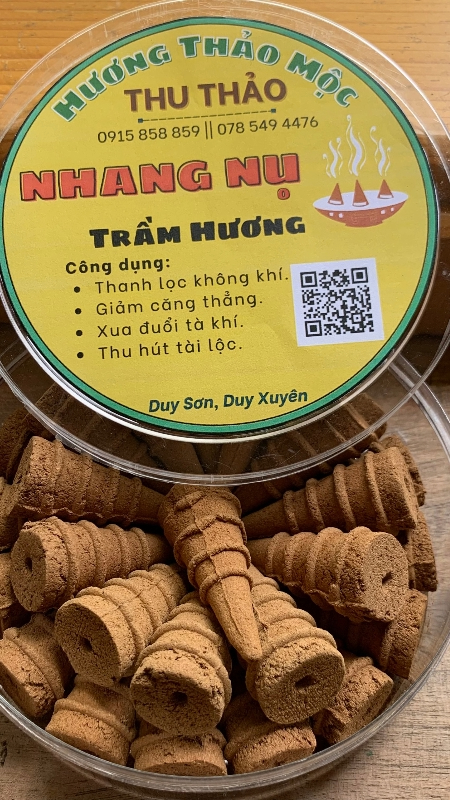 HƯƠNG THẢO MỘC
THU THẢO
0915 858 859 || 078 549 4476
NHANG NỤ
TRẦM HƯƠNG
Công dụng:
• Thanh lọc không khí.
• Giảm căng thẳng.
• Xua đuổi tà khí.
• Thu hút tài lộc.
Duy Sơn, Duy Xuyên